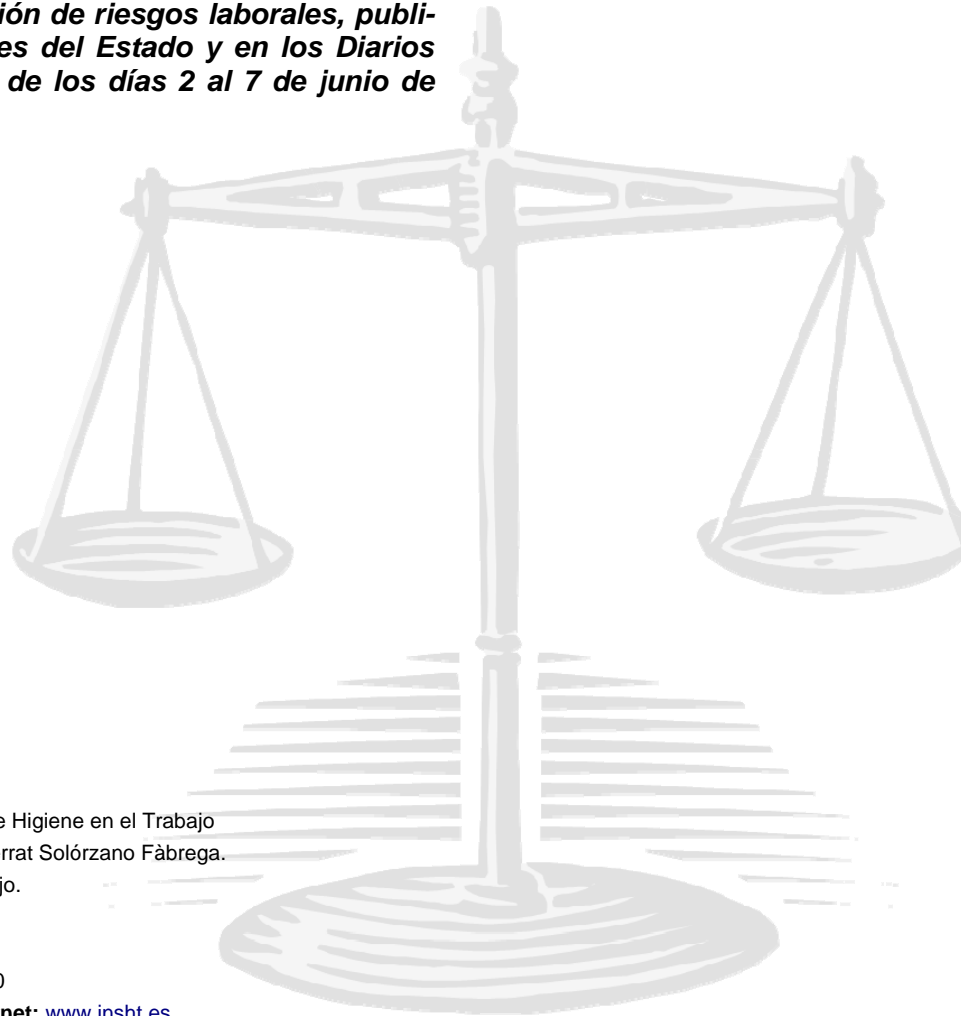 ión de riesgos laborales, publi-
es del Estado y en los Diarios
de los días 2 al 7 de junio de
e Higiene en el Trabajo
rrat Solórzano Fàbrega.
jo.
0
net: www.insht.es